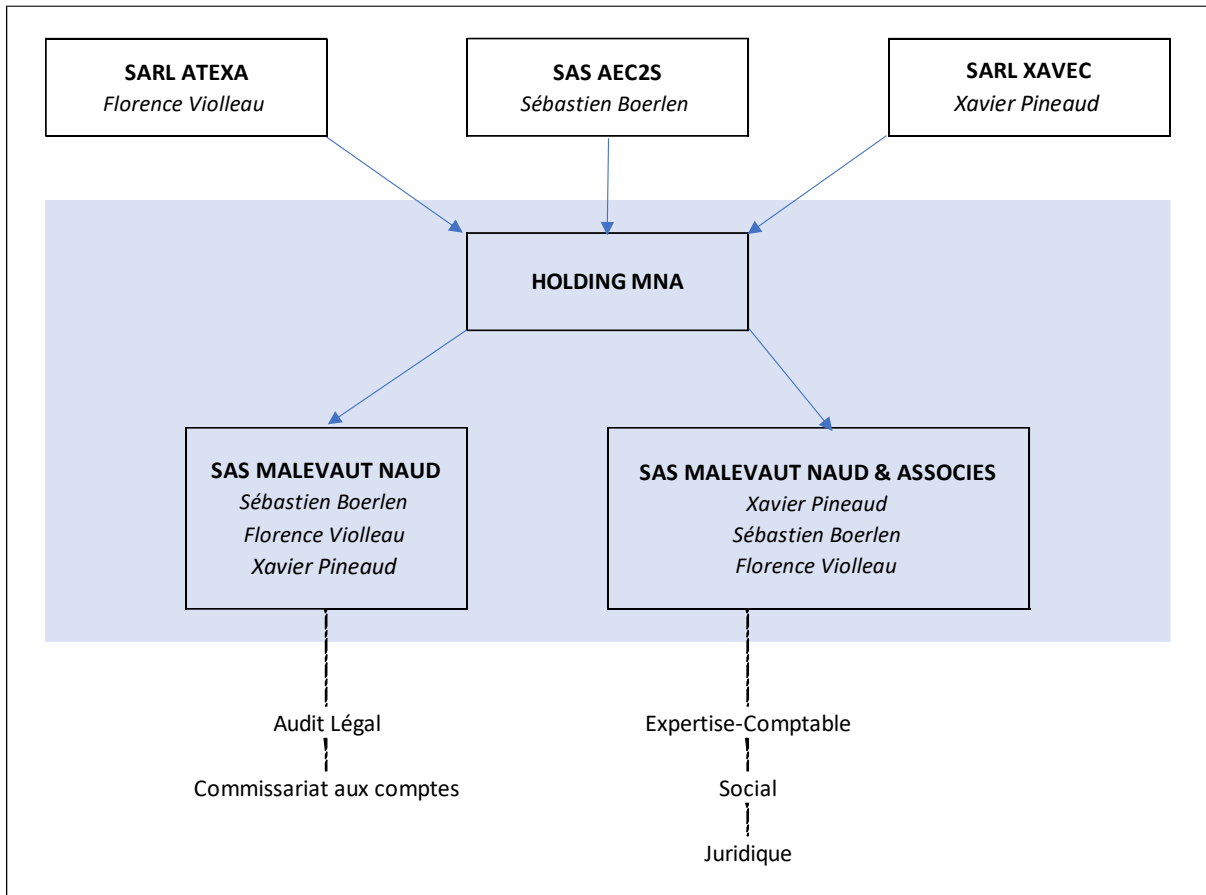 SARL ATEXA
Florence Violleau
SAS AEC2S
Sébastien Boerlen
SARL XAVEC
Xavier Pineaud
HOLDING MNA
SAS MALEVAUT NAUD
Sébastien Boerlen
Florence Violleau
Xavier Pineaud
SAS MALEVAUT NAUD & ASSOCIES
Xavier Pineaud
Sébastien Boerlen
Florence Violleau
Audit Légal
Commissariat aux comptes
Expertise-Comptable
Social
Juridique